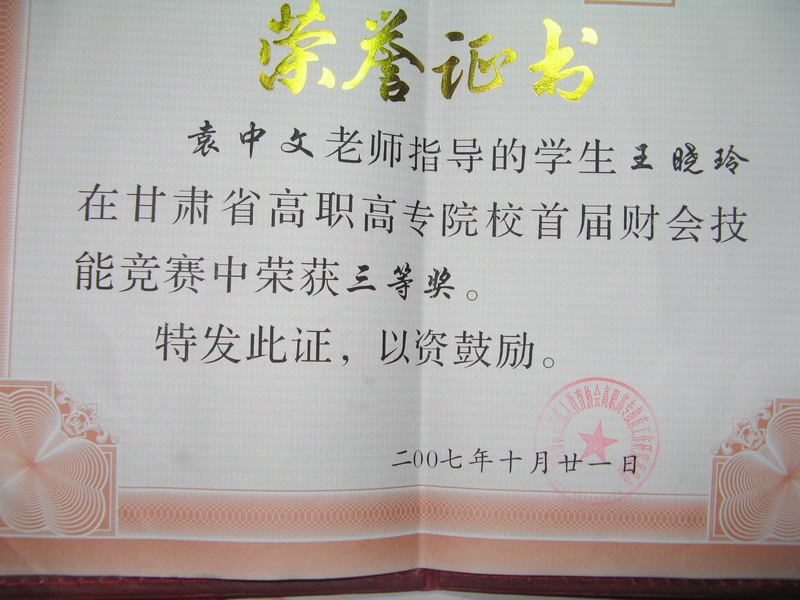 荣誉证书
袁中文老师指导的学生王晓玲
在甘肃省高职高专院校首届财会技
能竞赛中荣获三等奖。
特发此证，以资鼓励。
二00七年十月廿一日